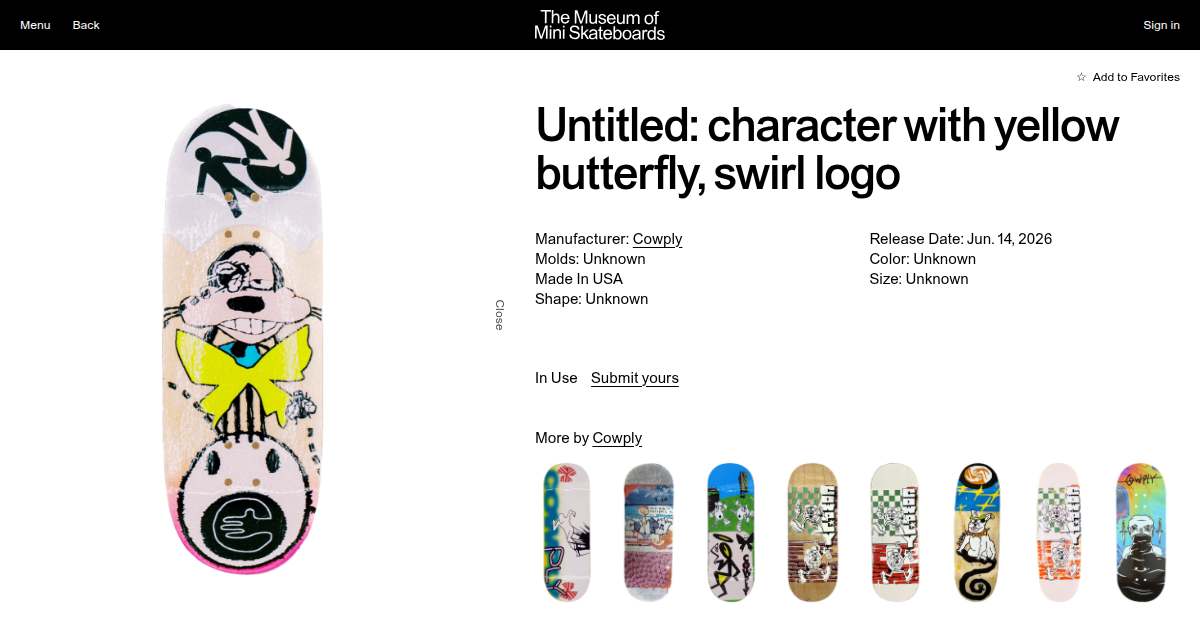 Menu
Back
The Museum of
Mini Skateboards
Sign in
☆ Add to Favorites
Untitled: character with yellow
butterfly, swirl logo
Manufacturer: Cowply
Molds: Unknown
Made In USA
Shape: Unknown
Release Date: Jun. 14, 2026
Color: Unknown
Size: Unknown
Close
In Use
Submit yours
More by Cowply